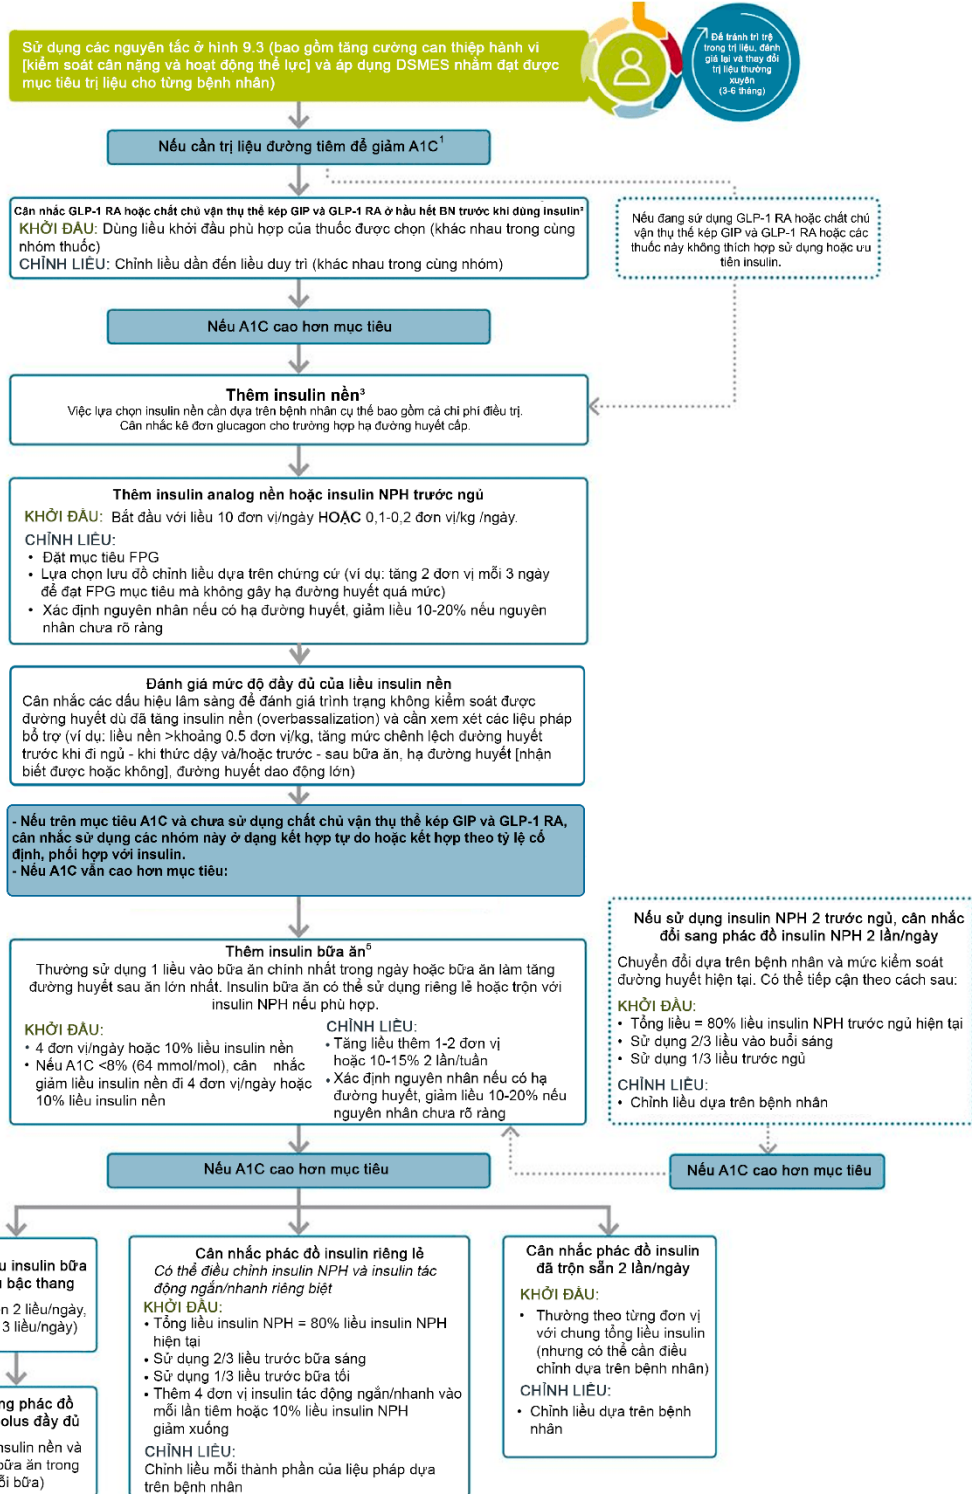 Sử dụng các nguyên tắc ở hình 9.3 (bao gồm tăng cường can thiệp hành vi
[kiểm soát cân nặng và hoạt động thể lực] và áp dụng DSMES nhằm đạt được
mục tiêu trị liệu cho từng bệnh nhân)
Để tránh trì trệ
trong trị liệu, đánh
giá lại và thay đổi
trị liệu thường
xuyên
(3-6 tháng)
Nếu cần trị liệu đường tiêm để giảm A1C¹
Cân nhắc GLP-1 RA hoặc chất chủ vận thụ thể kép GIP và GLP-1 RA ở hầu hết BN trước khi dùng insulin²
KHỞI ĐẦU: Dùng liều khởi đầu phù hợp của thuốc được chọn (khác nhau trong cùng
nhóm thuốc)
CHỈNH LIỀU: Chỉnh liều dần đến liều duy trì (khác nhau trong cùng nhóm)
Nếu đang sử dụng GLP-1 RA hoặc chất chủ
vận thụ thể kép GIP và GLP-1 RA hoặc các
thuốc này không thích hợp sử dụng hoặc ưu
tiên insulin.
Nếu A1C cao hơn mục tiêu
Thêm insulin nền³
Việc lựa chọn insulin nền cần dựa trên bệnh nhân cụ thể bao gồm cả chi phí điều trị.
Cân nhắc kê đơn glucagon cho trường hợp hạ đường huyết cấp.
Thêm insulin analog nền hoặc insulin NPH trước ngủ
KHỞI ĐẦU: Bắt đầu với liều 10 đơn vị/ngày HOẶC 0,1-0,2 đơn vị/kg /ngày.
CHỈNH LIỀU:
• Đặt mục tiêu FPG
• Lựa chọn lưu đồ chỉnh liều dựa trên chứng cứ (ví dụ: tăng 2 đơn vị mỗi 3 ngày
để đạt FPG mục tiêu mà không gây hạ đường huyết quá mức)
• Xác định nguyên nhân nếu có hạ đường huyết, giảm liều 10-20% nếu nguyên
nhân chưa rõ ràng
Đánh giá mức độ đầy đủ của liều insulin nền
Cân nhắc các dấu hiệu lâm sàng để đánh giá trình trạng không kiểm soát được
đường huyết dù đã tăng insulin nền (overbassalization) và cần xem xét các liệu pháp
bổ trợ (ví dụ: liều nền >khoảng 0.5 đơn vị/kg, tăng mức chênh lệch đường huyết
trước khi đi ngủ - khi thức dậy và/hoặc trước - sau bữa ăn, hạ đường huyết [nhận
biết được hoặc không], đường huyết dao động lớn)
- Nếu trên mục tiêu A1C và chưa sử dụng chất chủ vận thụ thể kép GIP và GLP-1 RA,
cân nhắc sử dụng các nhóm này ở dạng kết hợp tự do hoặc kết hợp theo tỷ lệ cố
định, phối hợp với insulin.
- Nếu A1C vẫn cao hơn mục tiêu:
Thêm insulin bữa ăn⁵
Thường sử dụng 1 liều vào bữa ăn chính nhất trong ngày hoặc bữa ăn làm tăng
đường huyết sau ăn lớn nhất. Insulin bữa ăn có thể sử dụng riêng lẻ hoặc trộn với
insulin NPH nếu phù hợp.
KHỞI ĐẦU:
• 4 đơn vị/ngày hoặc 10% liều insulin nền
• Nếu A1C <8% (64 mmol/mol), cân nhắc
giảm liều insulin nền đi 4 đơn vị/ngày hoặc
10% liều insulin nền
CHỈNH LIỀU:
• Tăng liều thêm 1-2 đơn vị
hoặc 10-15% 2 lần/tuần
• Xác định nguyên nhân nếu có hạ
đường huyết, giảm liều 10-20% nếu
nguyên nhân chưa rõ ràng
Nếu sử dụng insulin NPH 2 trước ngủ, cân nhắc
đổi sang phác đồ insulin NPH 2 lần/ngày
Chuyển đổi dựa trên bệnh nhân và mức kiểm soát
đường huyết hiện tại. Có thể tiếp cận theo cách sau:
KHỞI ĐẦU:
• Tổng liều = 80% liều insulin NPH trước ngủ hiện tại
• Sử dụng 2/3 liều vào buổi sáng
• Sử dụng 1/3 liều trước ngủ
CHỈNH LIỀU:
• Chỉnh liều dựa trên bệnh nhân
Nếu A1C cao hơn mục tiêu
Nếu A1C cao hơn mục tiêu
u insulin bữa
bậc thang
n 2 liều/ngày,
3 liều/ngày)
ng phác đồ
olus đầy đủ
nsulin nền và
bữa ăn trong
ỗi bữa)
Cân nhắc phác đồ insulin riêng lẻ
Có thể điều chỉnh insulin NPH và insulin tác
động ngắn/nhanh riêng biệt
KHỞI ĐẦU:
• Tổng liều insulin NPH = 80% liều insulin NPH
hiện tại
• Sử dụng 2/3 liều trước bữa sáng
• Sử dụng 1/3 liều trước bữa tối
• Thêm 4 đơn vị insulin tác động ngắn/nhanh vào
mỗi lần tiêm hoặc 10% liều insulin NPH
giảm xuống
CHỈNH LIỀU:
Chỉnh liều mỗi thành phần của liệu pháp dựa
trên bệnh nhân
Cân nhắc phác đồ insulin
đã trộn sẵn 2 lần/ngày
KHỞI ĐẦU:
• Thường theo từng đơn vị
với chung tổng liều insulin
(nhưng có thể cần điều
chỉnh dựa trên bệnh nhân)
CHỈNH LIỀU:
• Chỉnh liều dựa trên bệnh
nhân